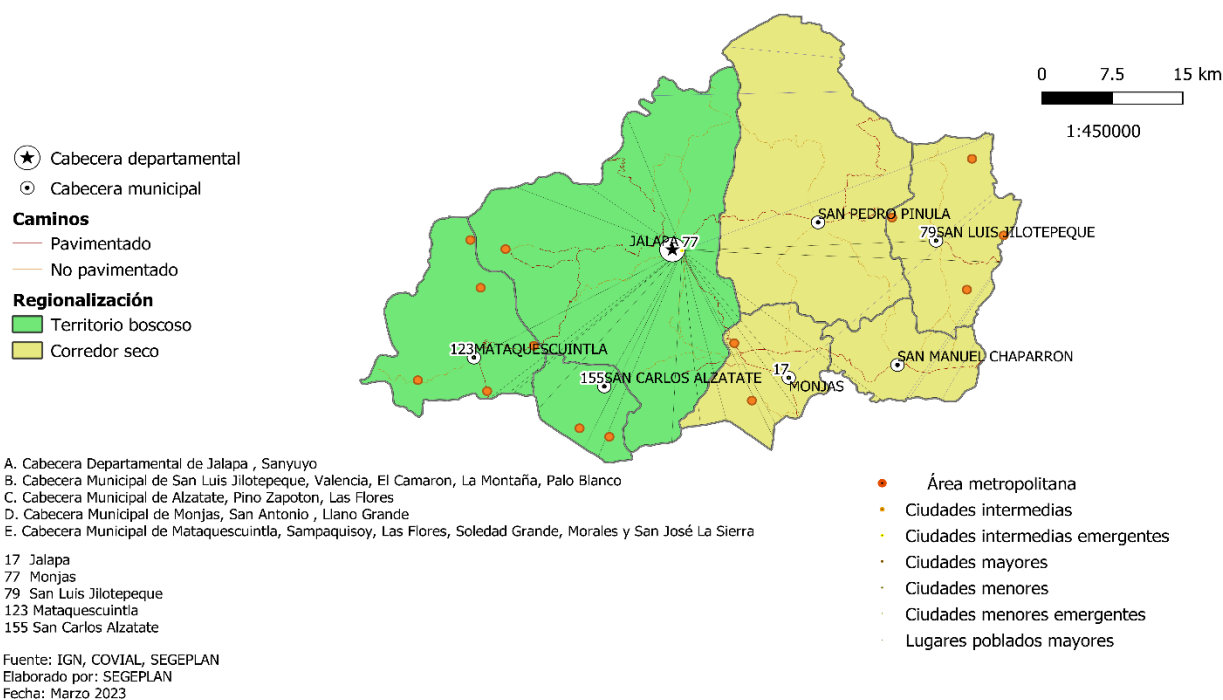 0 7.5 15 km
1:450000
Cabecera departamental
Cabecera municipal
Caminos
Pavimentado
No pavimentado
Regionalización
Territorio boscoso
Corredor seco
SAN PEDRO PINULA
79 SAN LUIS JILOTEPEQUE
JALAPA 77
123 MATAQUESCUINTLA
SAN MANUEL CHAPARRON
155 SAN CARLOS ALZATATE
17
MONJAS
A. Cabecera Departamental de Jalapa , Sanyuyo
B. Cabecera Municipal de San Luis Jilotepeque, Valencia, El Camaron, La Montaña, Palo Blanco
C. Cabecera Municipal de Alzatate, Pino Zapoton, Las Flores
D. Cabecera Municipal de Monjas, San Antonio , Llano Grande
E. Cabecera Municipal de Mataquescuintla, Sampaquisoy, Las Flores, Soledad Grande, Morales y San José La Sierra
17 Jalapa
77 Monjas
79 San Luis Jilotepeque
123 Mataquescuintla
155 San Carlos Alzatate
Fuente: IGN, COVIAL, SEGEPLAN
Elaborado por: SEGEPLAN
Fecha: Marzo 2023
Área metropolitana
Ciudades intermedias
Ciudades intermedias emergentes
Ciudades mayores
Ciudades menores
Ciudades menores emergentes
Lugares poblados mayores